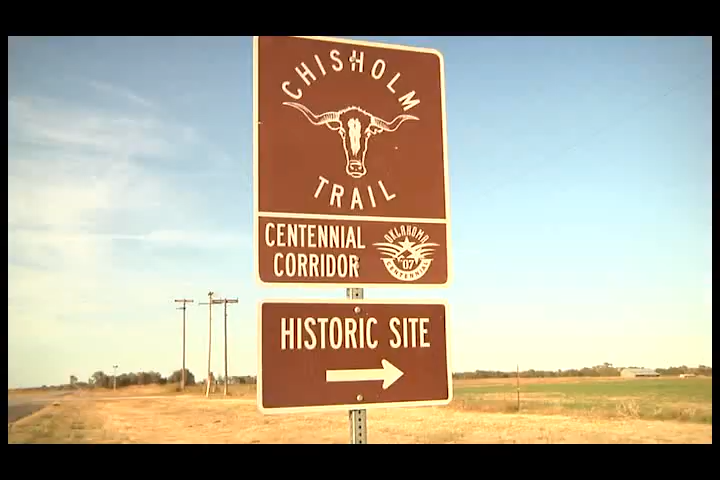 CHISHOLM
TRAIL
CENTENNIAL
CORRIDOR
OKLAHOMA
'07
CENTENNIAL
HISTORIC SITE